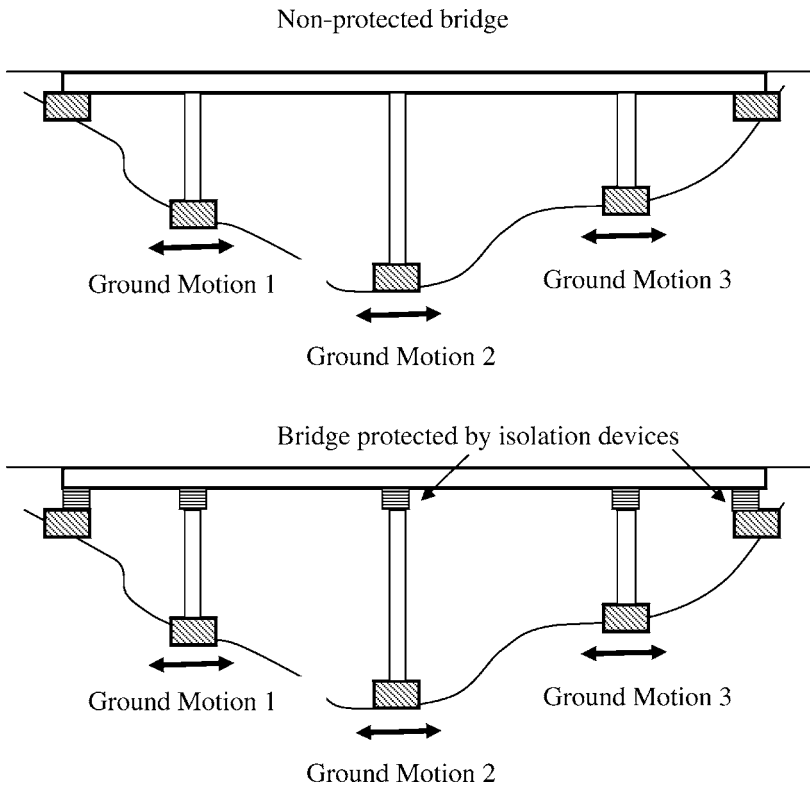 Non-protected bridge
Ground Motion 1
Ground Motion 3
Ground Motion 2
Bridge protected by isolation devices
Ground Motion 1
Ground Motion 3
Ground Motion 2